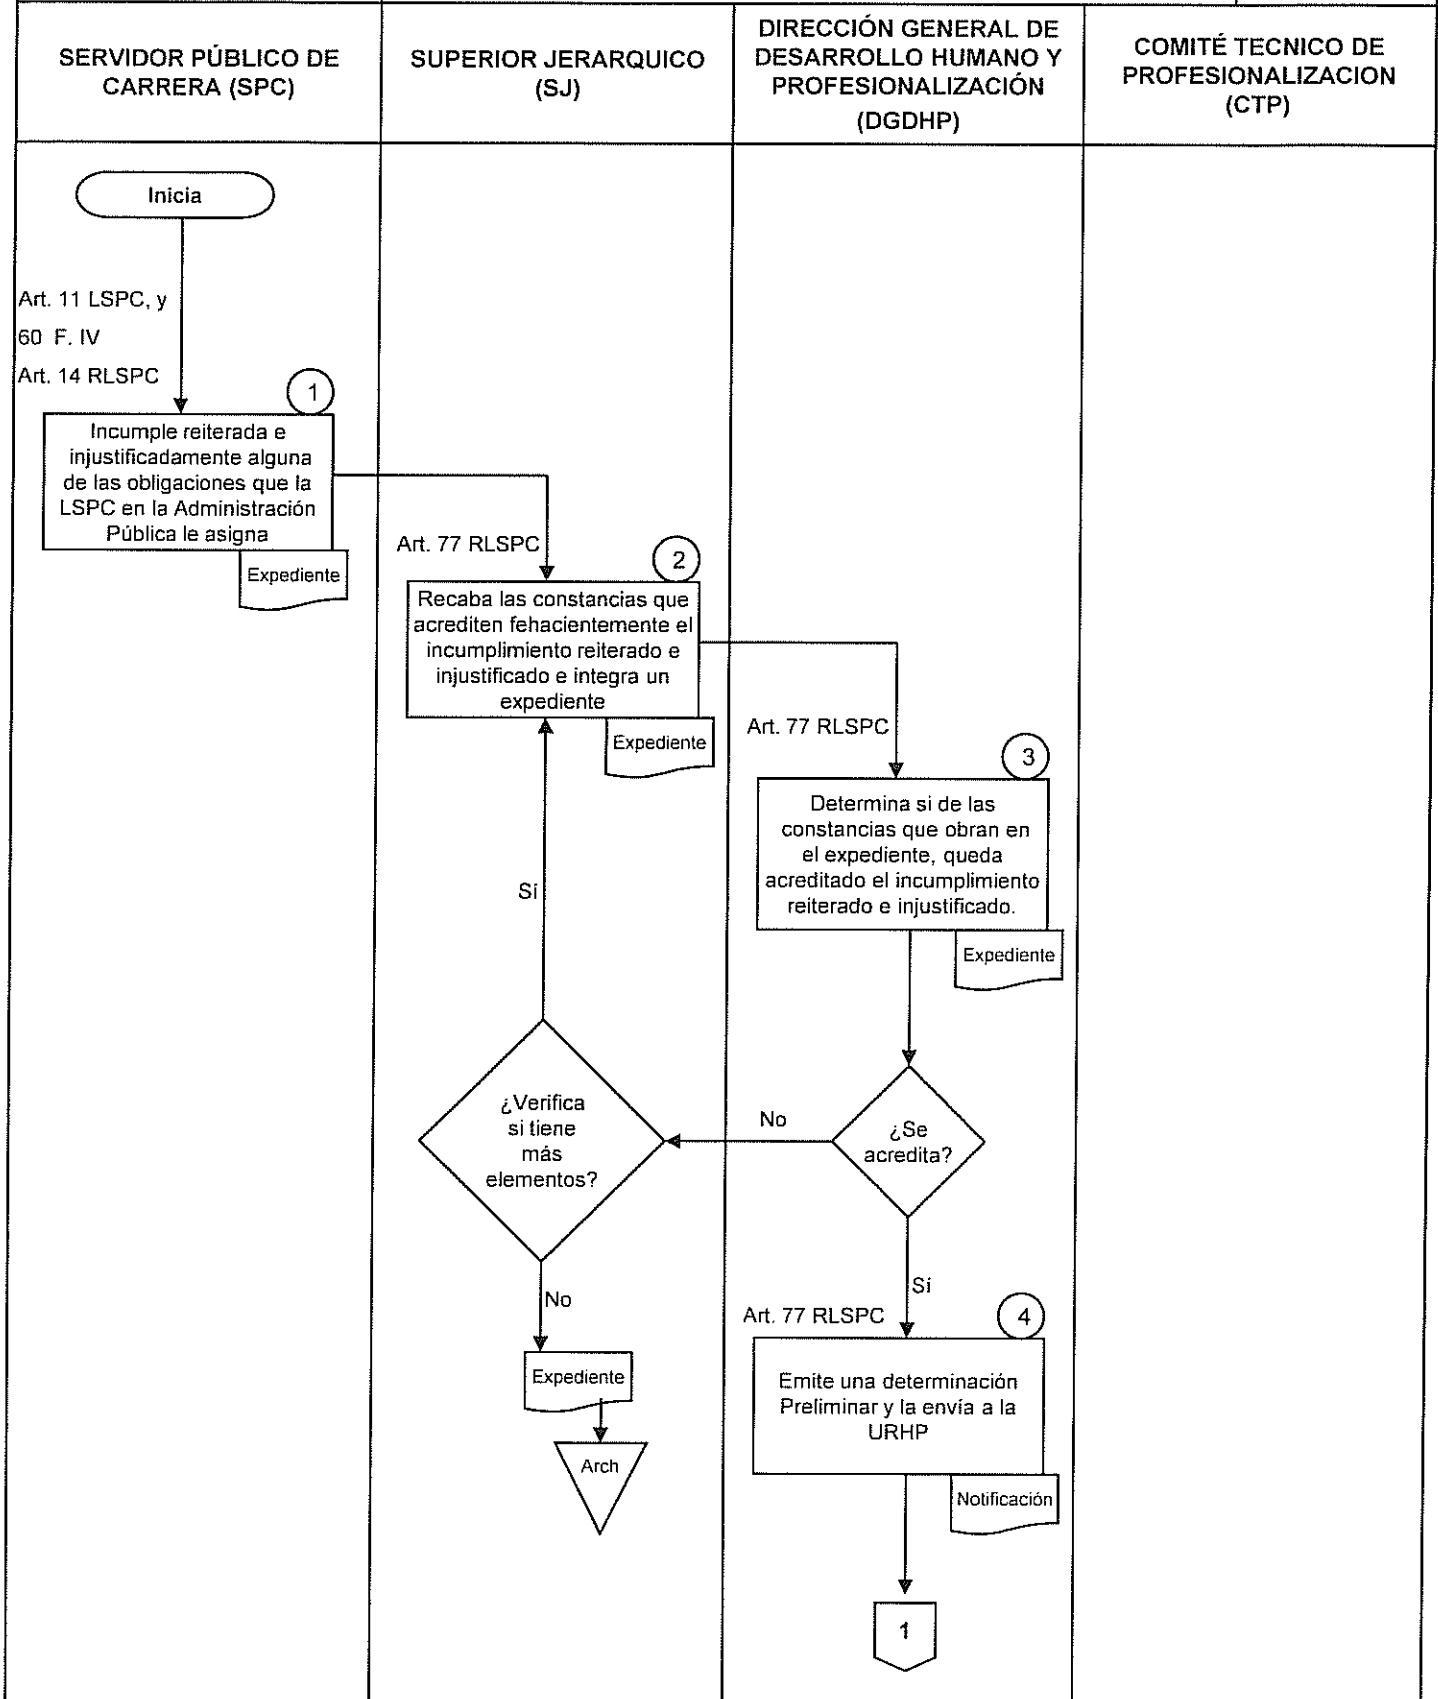 SERVIDOR PÚBLICO DE
CARRERA (SPC)
SUPERIOR JERARQUICO
(SJ)
DIRECCIÓN GENERAL DE
DESARROLLO HUMANO Y
PROFESIONALIZACIÓN
(DGDHP)
COMITÉ TECNICO DE
PROFESIONALIZACION
(CTP)
Inicia
Art. 11 LSPC, y
60 F. IV
Art. 14 RLSPC
1
Incumple reiterada e
injustificadamente alguna
de las obligaciones que la
LSPC en la Administración
Pública le asigna
Expediente
Art. 77 RLSPC
2
Recaba las constancias que
acrediten fehacientemente el
incumplimiento reiterado e
injustificado e integra un
expediente
Expediente
Art. 77 RLSPC
3
Determina si de las
constancias que obran en
el expediente, queda
acreditado el incumplimiento
reiterado e injustificado.
Expediente
Sí
¿Verifica
si tiene
más
elementos?
No
¿Se
acredita?
Sí
No
Expediente
Arch
Art. 77 RLSPC
4
Emite una determinación
Preliminar y la envía a la
URHP
Notificación
1